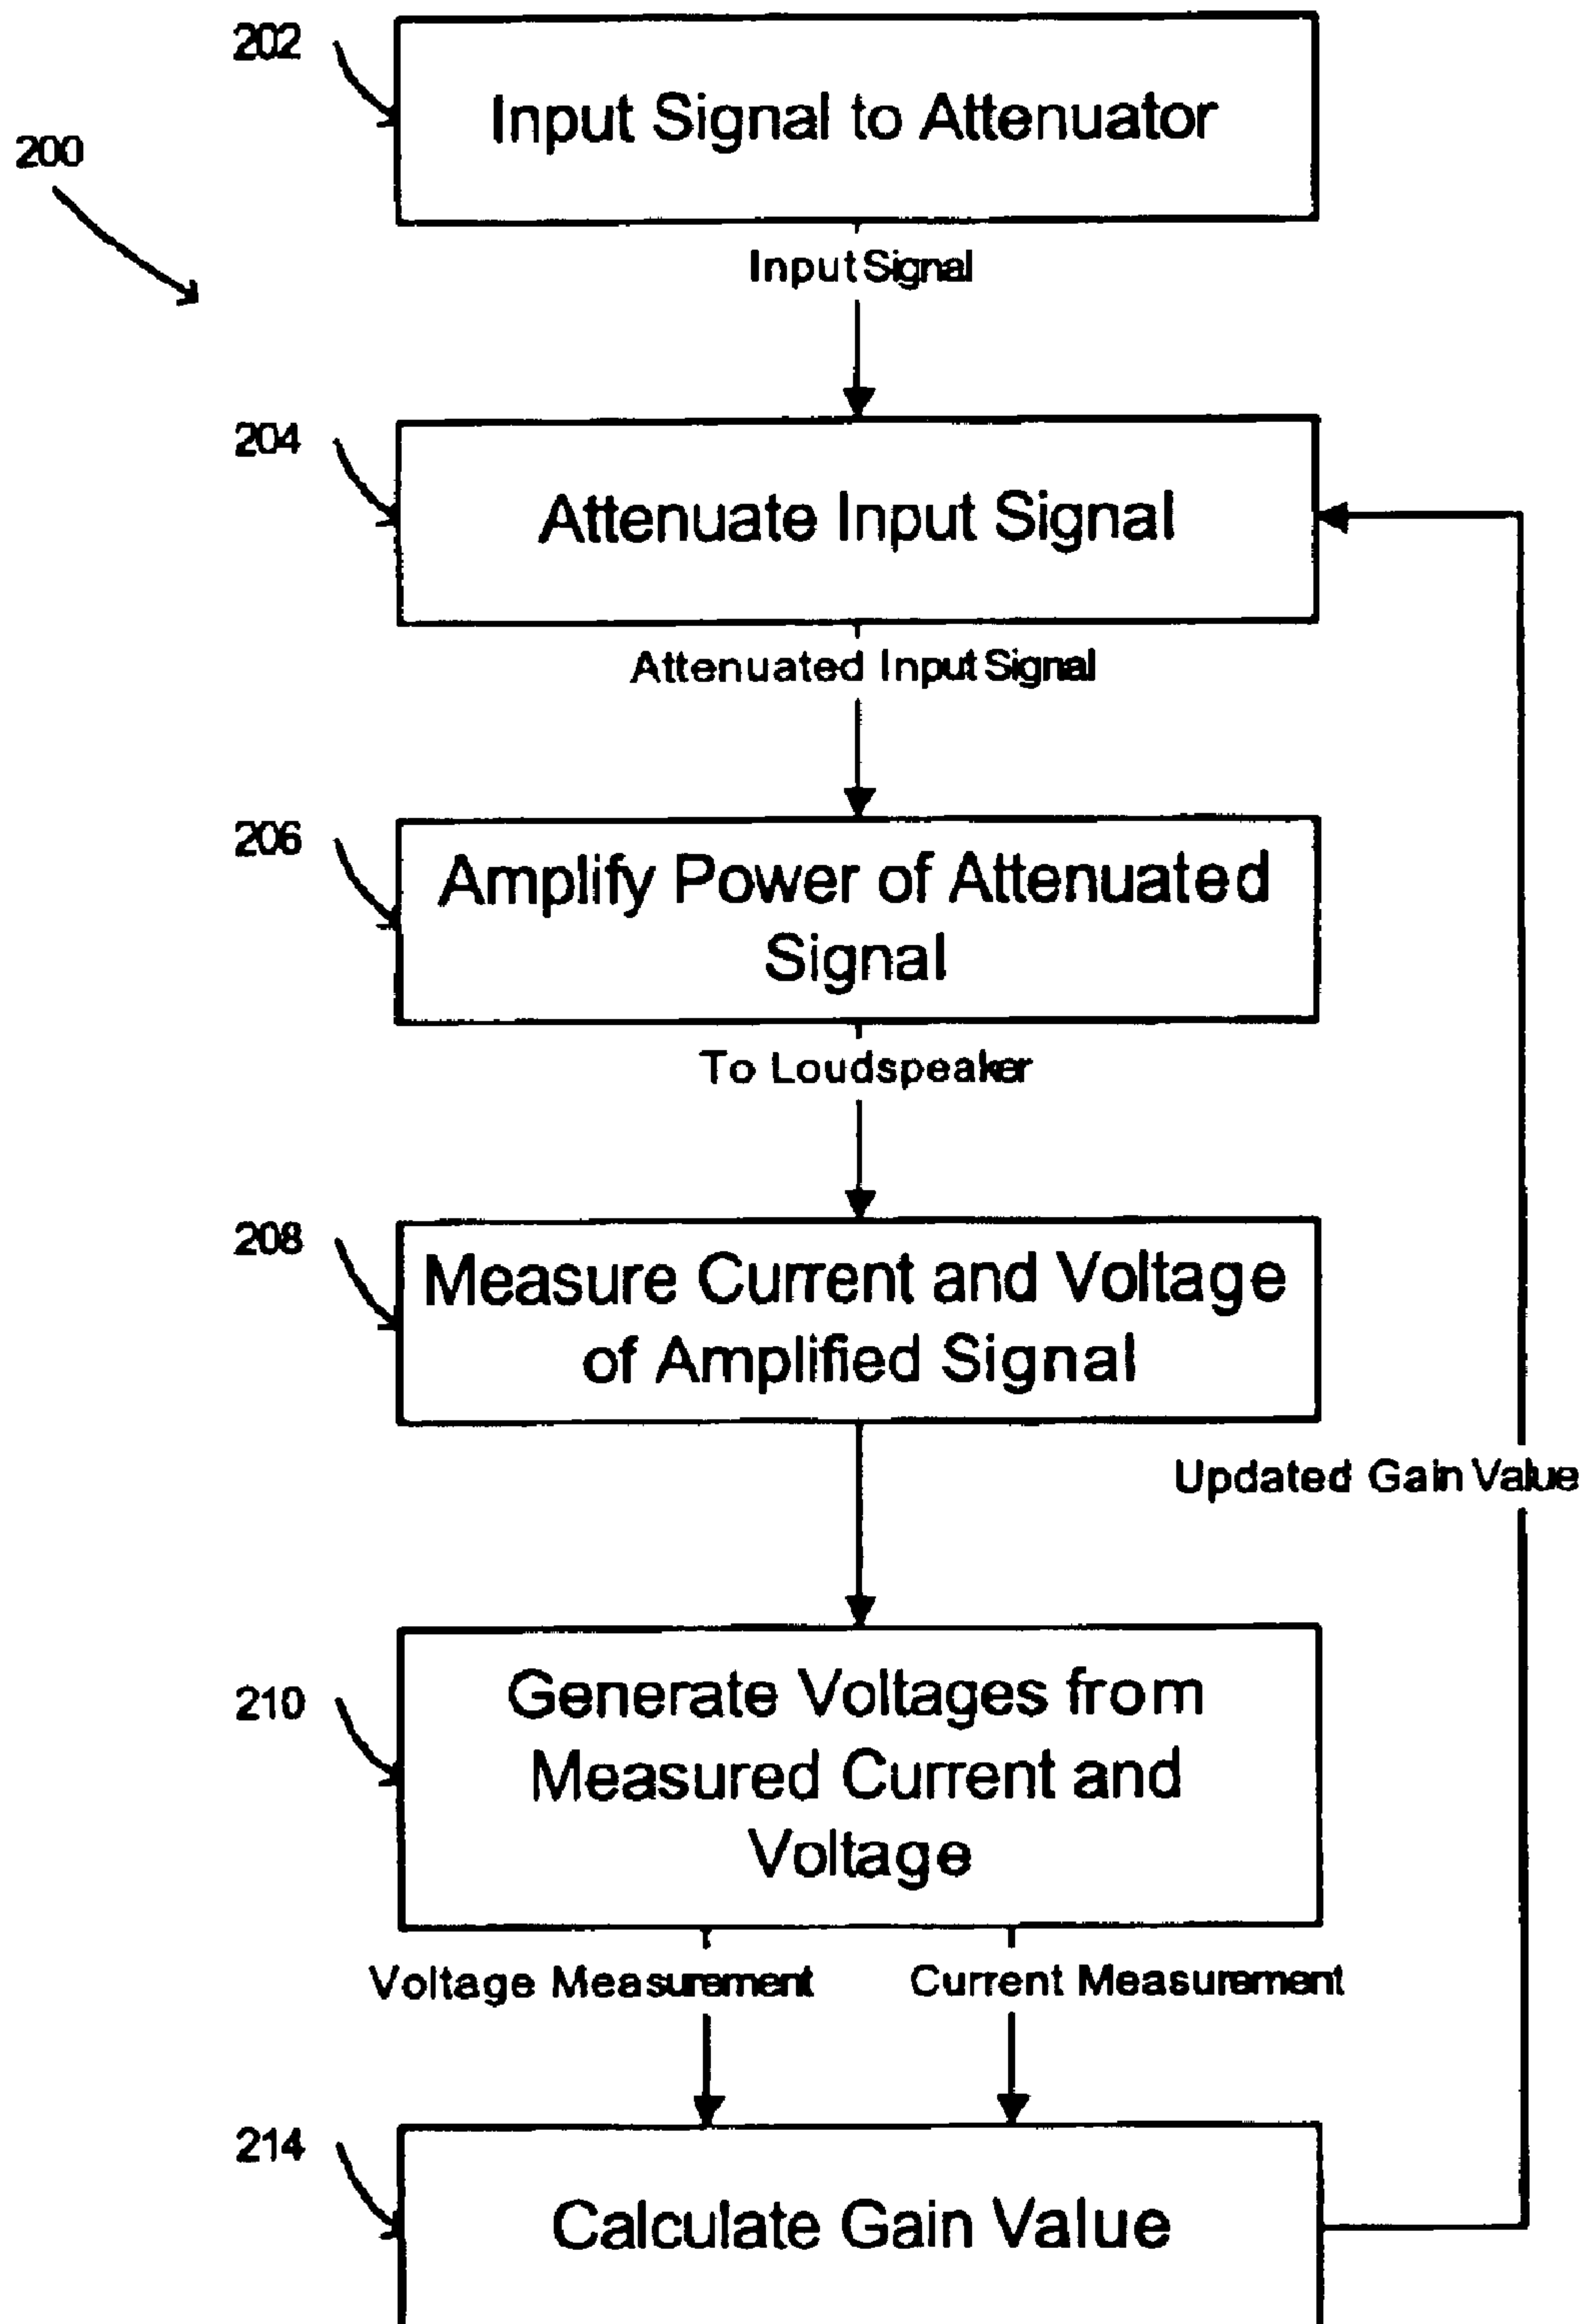 202
Input Signal to Attenuator
200
Input Signal
204
Attenuate Input Signal
Attenuated Input Signal
206
Amplify Power of Attenuated
Signal
To Loudspeaker
208
Measure Current and Voltage
of Amplified Signal
Updated Gain Value
210
Generate Voltages from
Measured Current and
Voltage
Voltage Measurement
Current Measurement
214
Calculate Gain Value